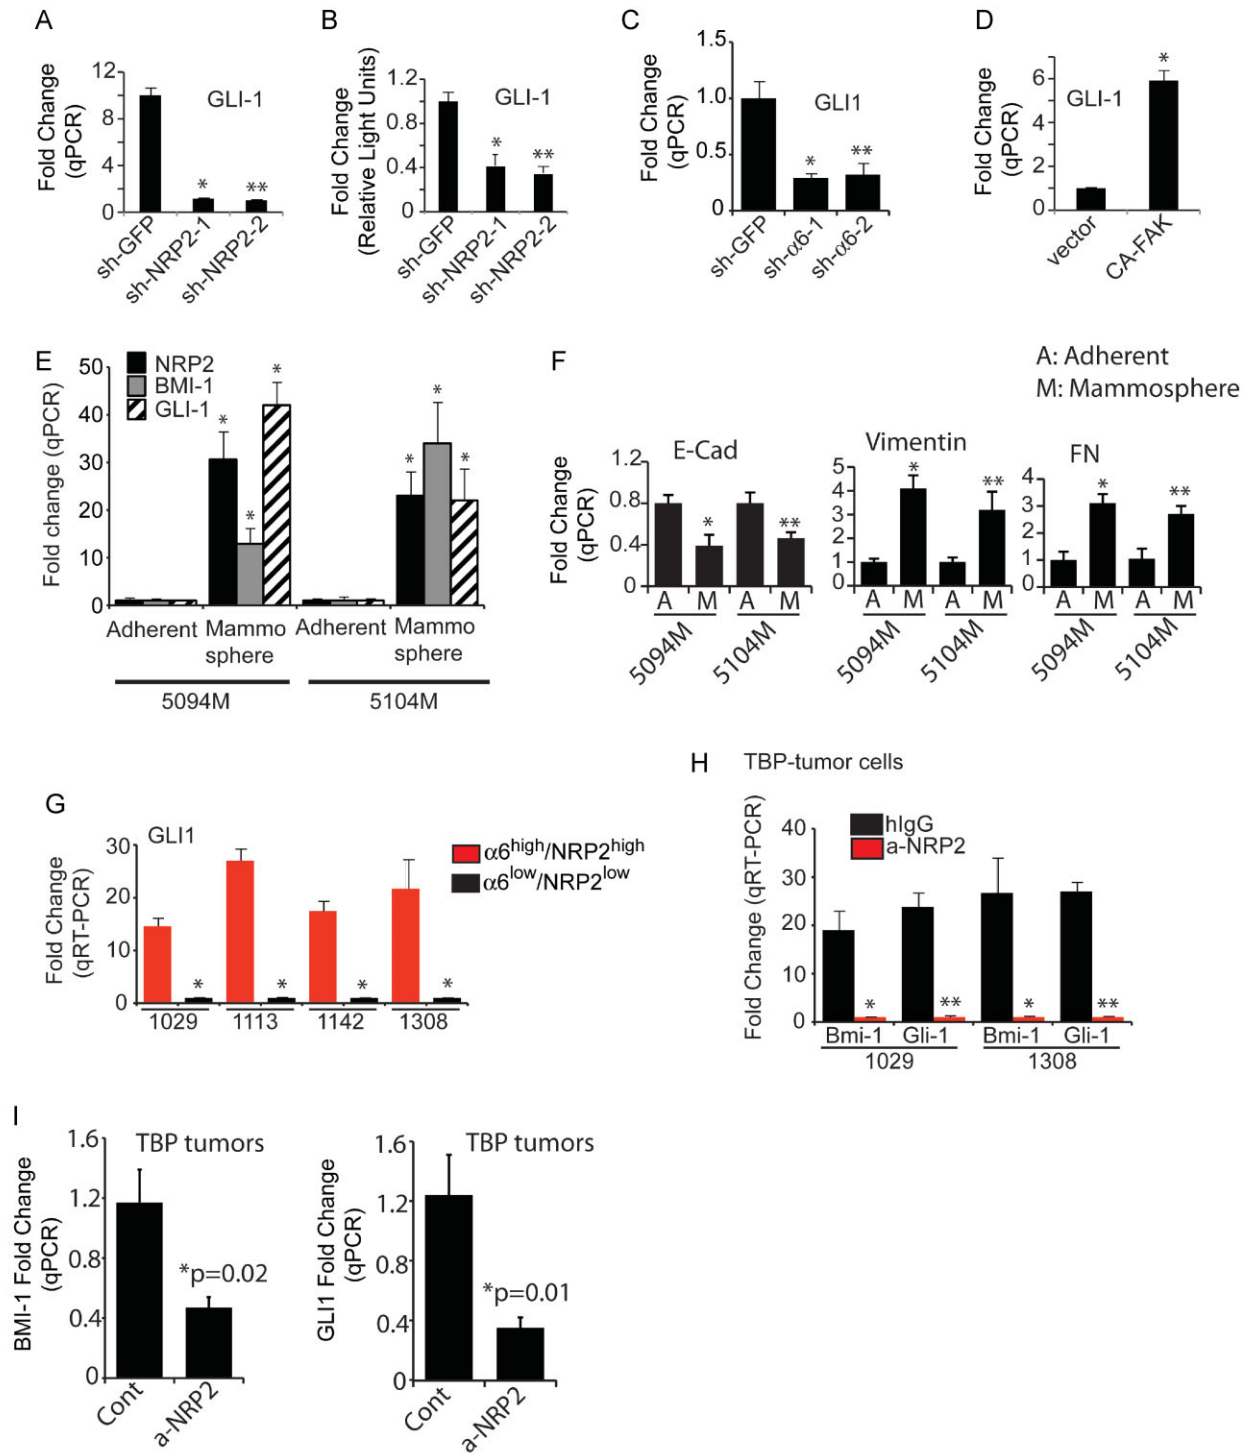 A
Fold Change
(qPCR)
12
10
8
6
4
2
0
GLI-1
*
**
sh-GFP
sh-NRP2-1
sh-NRP2-2
B
Fold Change
(Relative Light Units)
1.2
0.8
0.4
0
GLI-1
*
**
sh-GFP
sh-NRP2-1
sh-NRP2-2
C
Fold Change
(qPCR)
1.5
1.0
0.5
0
GLI1
*
**
sh-GFP
sh-α6-1
sh-α6-2
D
Fold Change
(qPCR)
6
4
2
1
0
GLI-1
*
vector
CA-FAK
E
Fold change (qPCR)
50
40
30
20
10
0
NRP2
BMI-1
GLI-1
*
*
*
*
*
*
Adherent Mammo Adherent Mammo
sphere sphere
5094M 5104M
F
A: Adherent
M: Mammosphere
Fold Change
(qPCR)
E-Cad
1.2
0.8
0.4
0
*
**
A M A M
5094M
5104M
Vimentin
5
4
3
2
1
0
*
**
A M A M
5094M
5104M
FN
4
3
2
1
0
*
**
A M A M
5094M
5104M
G
GLI1
Fold Change
(qRT-PCR)
30
20
10
0
α6high/NRP2high
α6low/NRP2low
* * * *
1029 1113 1142 1308
H TBP-tumor cells
Fold Change (qRT-PCR)
40
30
20
10
0
hIgG
a-NRP2
* ** * **
Bmi-1 Gli-1 Bmi-1 Gli-1
1029 1308
I
BMI-1 Fold Change
(qPCR)
TBP tumors
1.6
1.2
0.8
0.4
0
*p=0.02
Cont
a-NRP2
GLI1 Fold Change
(qPCR)
TBP tumors
1.6
1.2
0.8
0.4
0
*p=0.01
Cont
a-NRP2